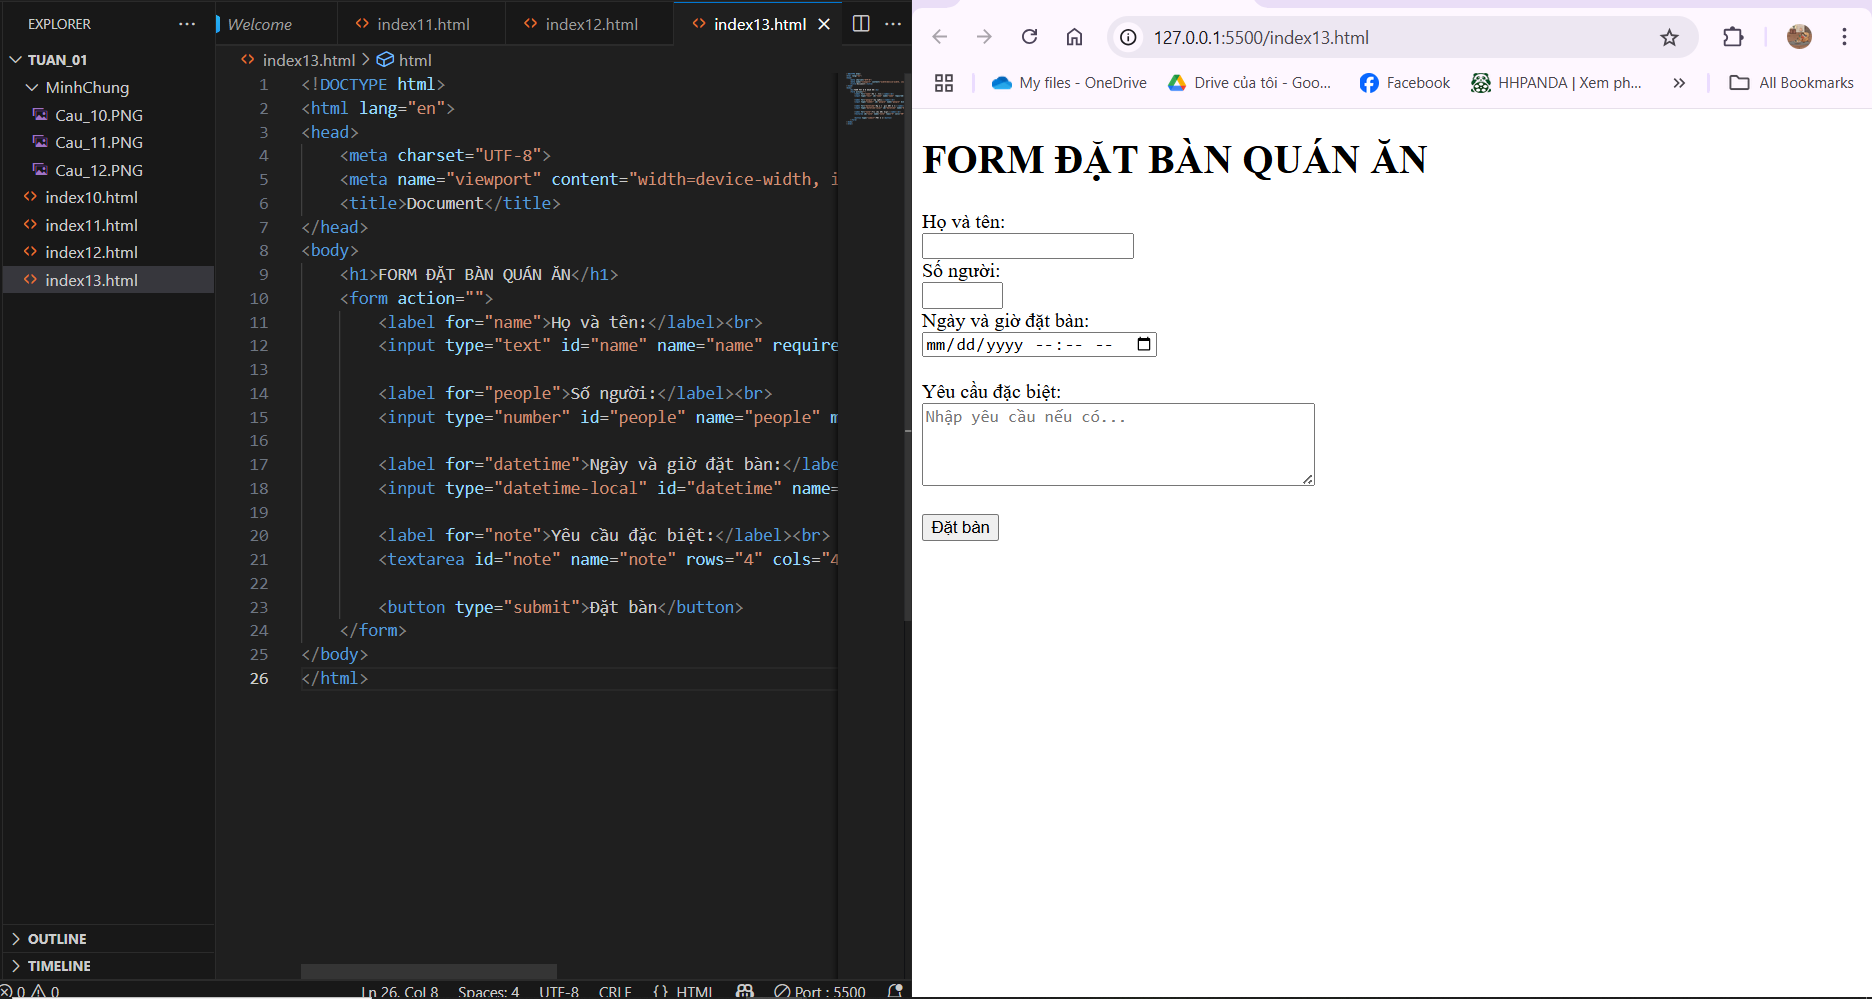 EXPLORER
TUAN_01
MinhChung
Cau_10.PNG
Cau_11.PNG
Cau_12.PNG
index10.html
index11.html
index12.html
index13.html
OUTLINE
TIMELINE
Welcome
index11.html
index12.html
index13.html
index13.html > html
1 <!DOCTYPE html>
2 <html lang="en">
3 <head>
4 <meta charset="UTF-8">
5 <meta name="viewport" content="width=device-width, i
6 <title>Document</title>
7 </head>
8 <body>
9 <h1>FORM ĐẶT BÀN QUÁN ĂN</h1>
10 <form action="">
11 <label for="name">Họ và tên:</label><br>
12 <input type="text" id="name" name="name" require
13
14 <label for="people">Số người:</label><br>
15 <input type="number" id="people" name="people" m
16
17 <label for="datetime">Ngày và giờ đặt bàn:</labe
18 <input type="datetime-local" id="datetime" name=
19
20 <label for="note">Yêu cầu đặc biệt:</label><br>
21 <textarea id="note" name="note" rows="4" cols="4
22
23 <button type="submit">Đặt bàn</button>
24 </form>
25 </body>
26 </html>
0 0 Ln 26, Col 8 Spaces: 4 UTF-8 CRLF {} HTML Port : 5500
127.0.0.1:5500/index13.html
My files - OneDrive Drive của tôi - Goo... Facebook HHPANDA | Xem ph... » All Bookmarks
FORM ĐẶT BÀN QUÁN ĂN
Họ và tên:
Số người:
Ngày và giờ đặt bàn:
mm/dd/yyyy --:-- --
Yêu cầu đặc biệt:
Nhập yêu cầu nếu có...
Đặt bàn